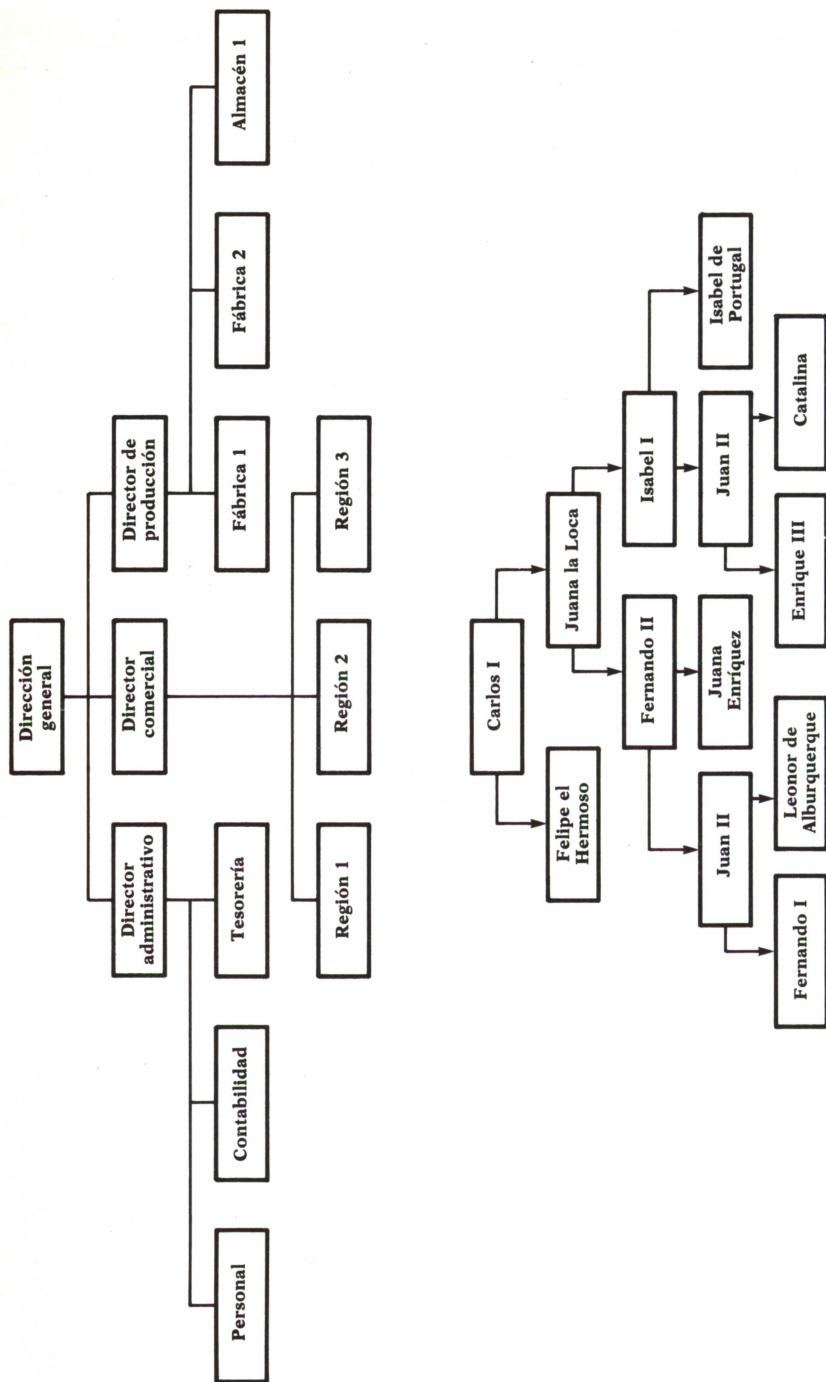 Dirección
general
Director
administrativo
Director
comercial
Director de
producción
Personal
Contabilidad
Tesorería
Fábrica 1
Fábrica 2
Almacén 1
Región 1
Región 2
Región 3
Carlos I
Felipe el
Hermoso
Juana la Loca
Fernando II
Isabel I
Juan II
Juana
Enríquez
Juan II
Isabel de
Portugal
Fernando I
Leonor de
Alburquerque
Enrique III
Catalina